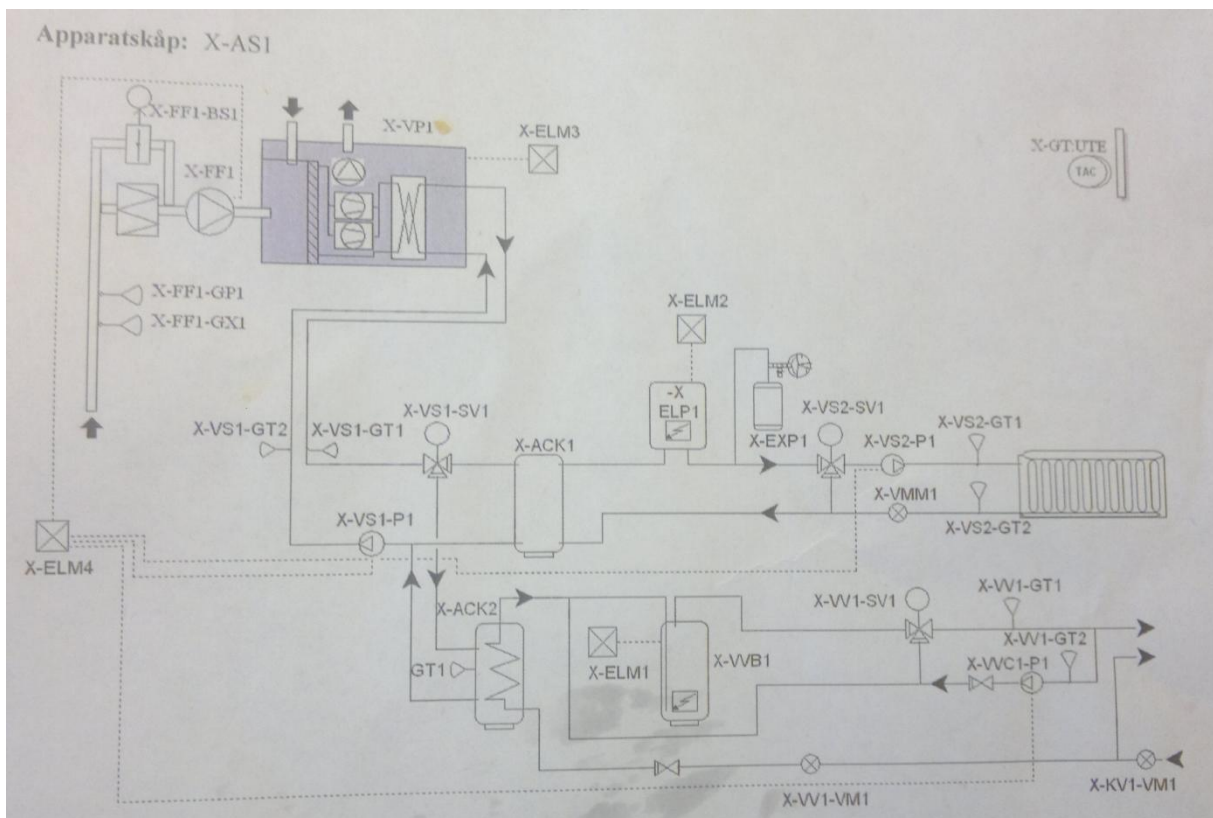 Apparatskåp: X-AS1
X-FF1-BS1
X-VP1
X-ELM3
X-GT:UTE
TAC
X-FF1
X-FF1-GP1
X-FF1-GX1
X-ELM2
-X
ELP1
X-VS1-SV1
X-VS2-SV1
X-VS1-GT2
X-VS1-GT1
X-ACK1
X-EXP1
X-VS2-P1
X-VS2-GT1
X-VMM1
X-VS1-P1
X-VS2-GT2
X-ELM4
X-ACK2
X-VV1-SV1
X-VV1-GT1
X-VV1-GT2
GT1
X-ELM1
X-VVB1
X-VVC1-P1
X-VV1-VM1
X-KV1-VM1